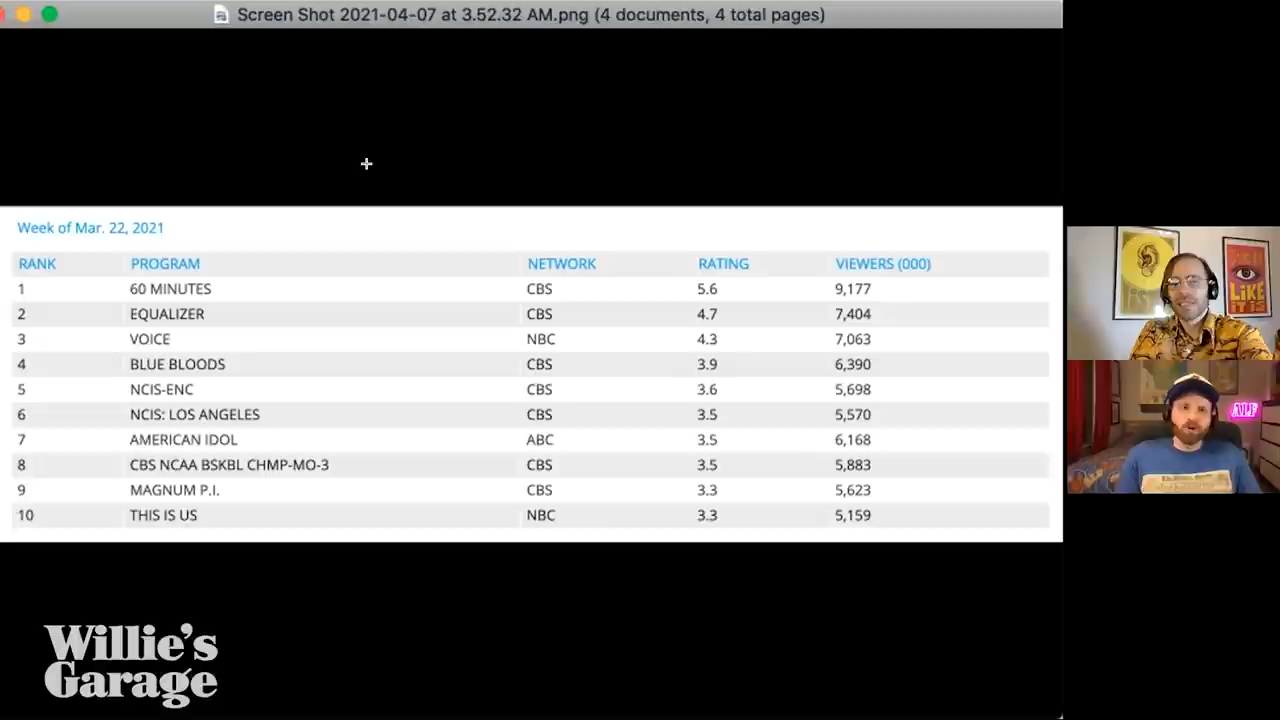 Screen Shot 2021-04-07 at 3.52.32 AM.png (4 documents, 4 total pages)
Week of Mar. 22, 2021
RANK PROGRAM NETWORK RATING VIEWERS (000)
1 60 MINUTES CBS 5.6 9,177
2 EQUALIZER CBS 4.7 7,404
3 VOICE NBC 4.3 7,063
4 BLUE BLOODS CBS 3.9 6,390
5 NCIS-ENC CBS 3.6 5,698
6 NCIS: LOS ANGELES CBS 3.5 5,570
7 AMERICAN IDOL ABC 3.5 6,168
8 CBS NCAA BSKBL CHMP-MO-3 CBS 3.5 5,883
9 MAGNUM P.I. CBS 3.3 5,623
10 THIS IS US NBC 3.3 5,159
LIKE
IT IS
ALF
Willie's
Garage